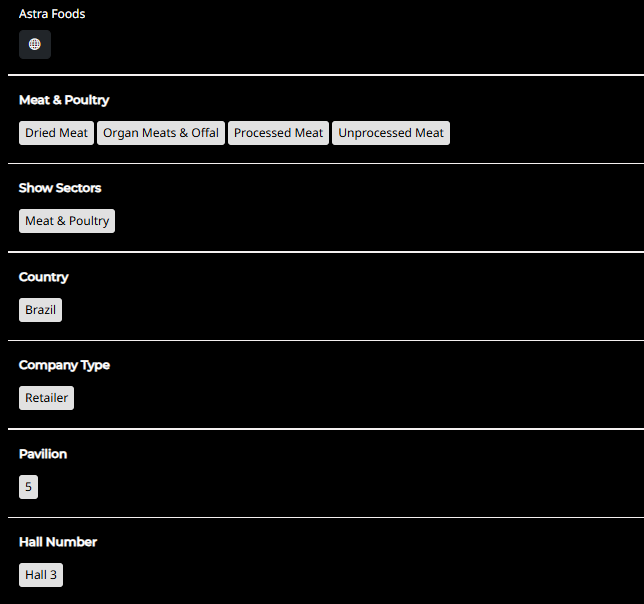 Astra Foods
Meat & Poultry
Dried Meat Organ Meats & Offal Processed Meat Unprocessed Meat
Show Sectors
Meat & Poultry
Country
Brazil
Company Type
Retailer
Pavilion
5
Hall Number
Hall 3